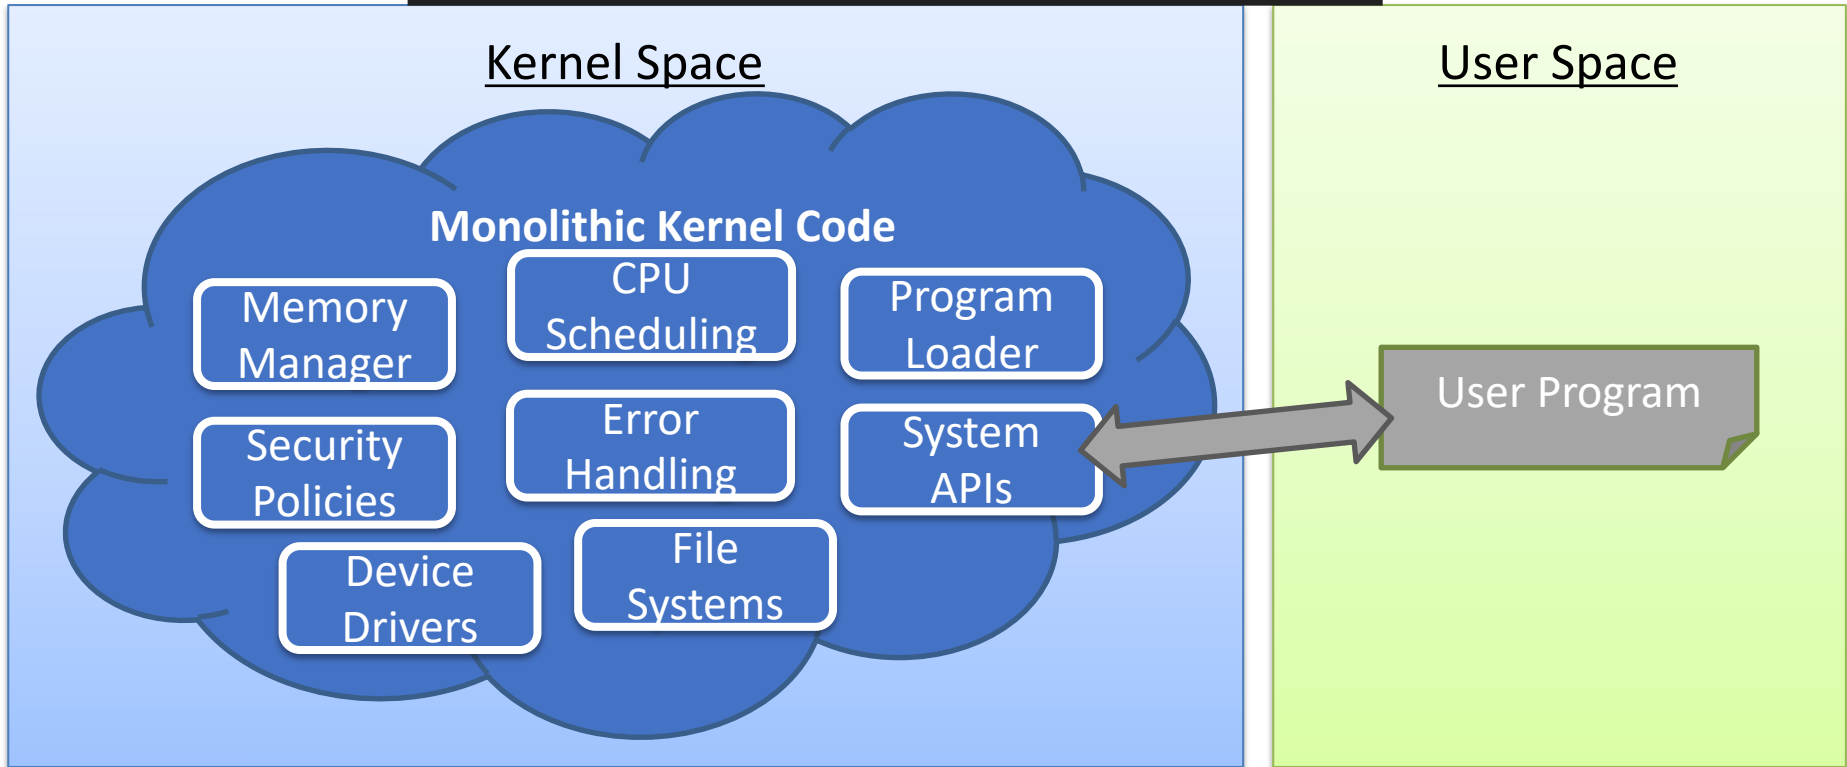 Kernel Space
User Space
Monolithic Kernel Code
Memory
Manager
CPU
Scheduling
Program
Loader
Security
Policies
Error
Handling
System
APIs
User Program
Device
Drivers
File
Systems